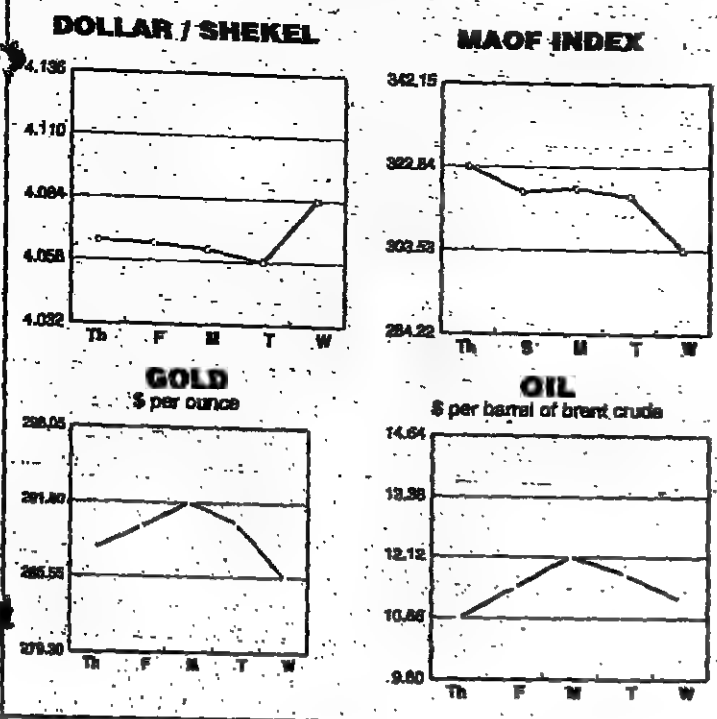 DOLLAR / SHEKEL
4.136
4.110
4.084
4.058
4.032
Th F M T W
MAOF INDEX
342.15
322.84
303.53
284.22
Th S M T W
GOLD
$ per ounce
298.05
291.80
285.55
279.30
Th F M T W
OIL
$ per barrel of brent crude
14.64
13.38
12.12
10.86
9.60
Th F M T W